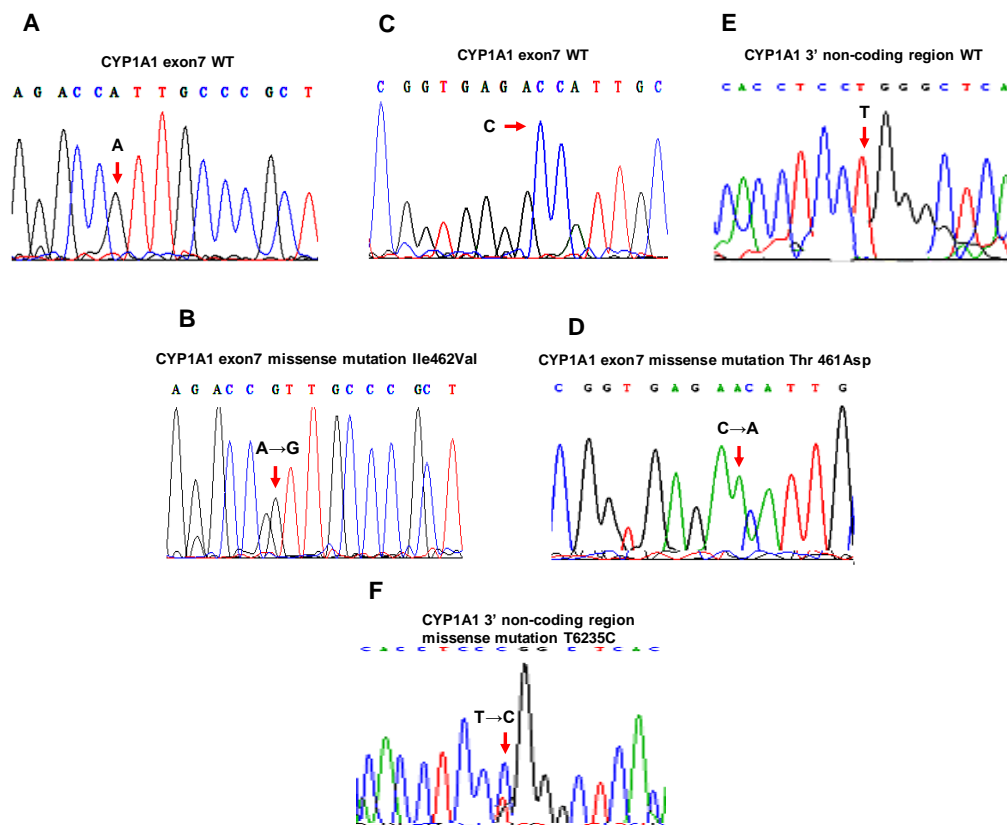 A
CYP1A1 exon7 WT
A G A C C A T T G C C C G C T
A
B
CYP1A1 exon7 missense mutation Ile462Val
A G A C C G T T G C C C G C T
A→G
C
CYP1A1 exon7 WT
C G G T G A G A C C A T T G C
C
D
CYP1A1 exon7 missense mutation Thr 461Asp
C G G T G A G A A C A T T G
C→A
E
CYP1A1 3' non-coding region WT
C A C C T C C T G G G C T C A
T
F
CYP1A1 3' non-coding region
missense mutation T6235C
C A C C T C C C G G C T C A C
T→C